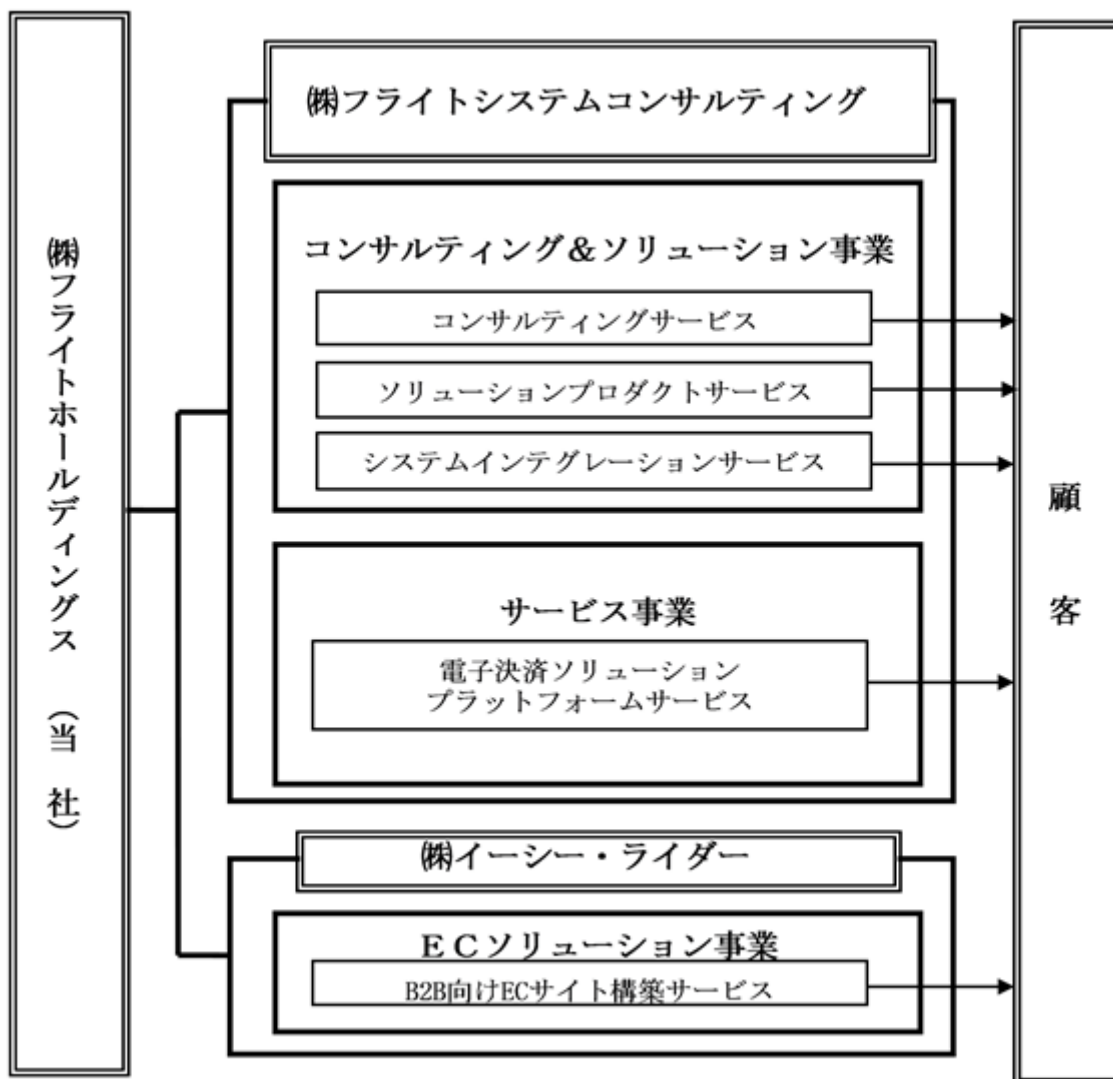 ㈱フライトホールディングス （当 社）
㈱フライトシステムコンサルティング
コンサルティング＆ソリューション事業
コンサルティングサービス
ソリューションプロダクトサービス
システムインテグレーションサービス
サービス事業
電子決済ソリューション
プラットフォームサービス
㈱イーシー・ライダー
ＥＣソリューション事業
B2B向けECサイト構築サービス
顧 客